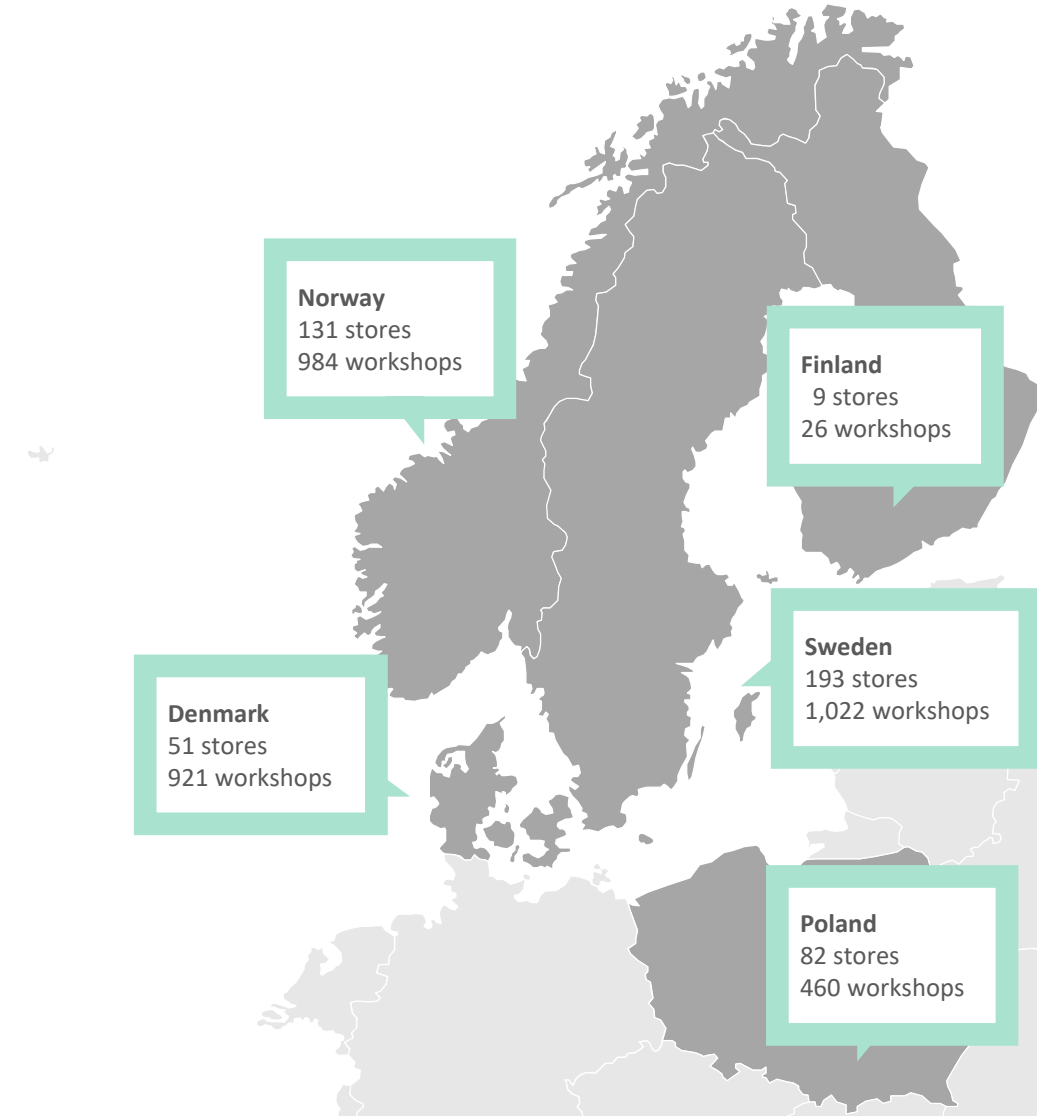 Norway
131 stores
984 workshops
Finland
9 stores
26 workshops
Sweden
193 stores
1,022 workshops
Denmark
51 stores
921 workshops
Poland
82 stores
460 workshops